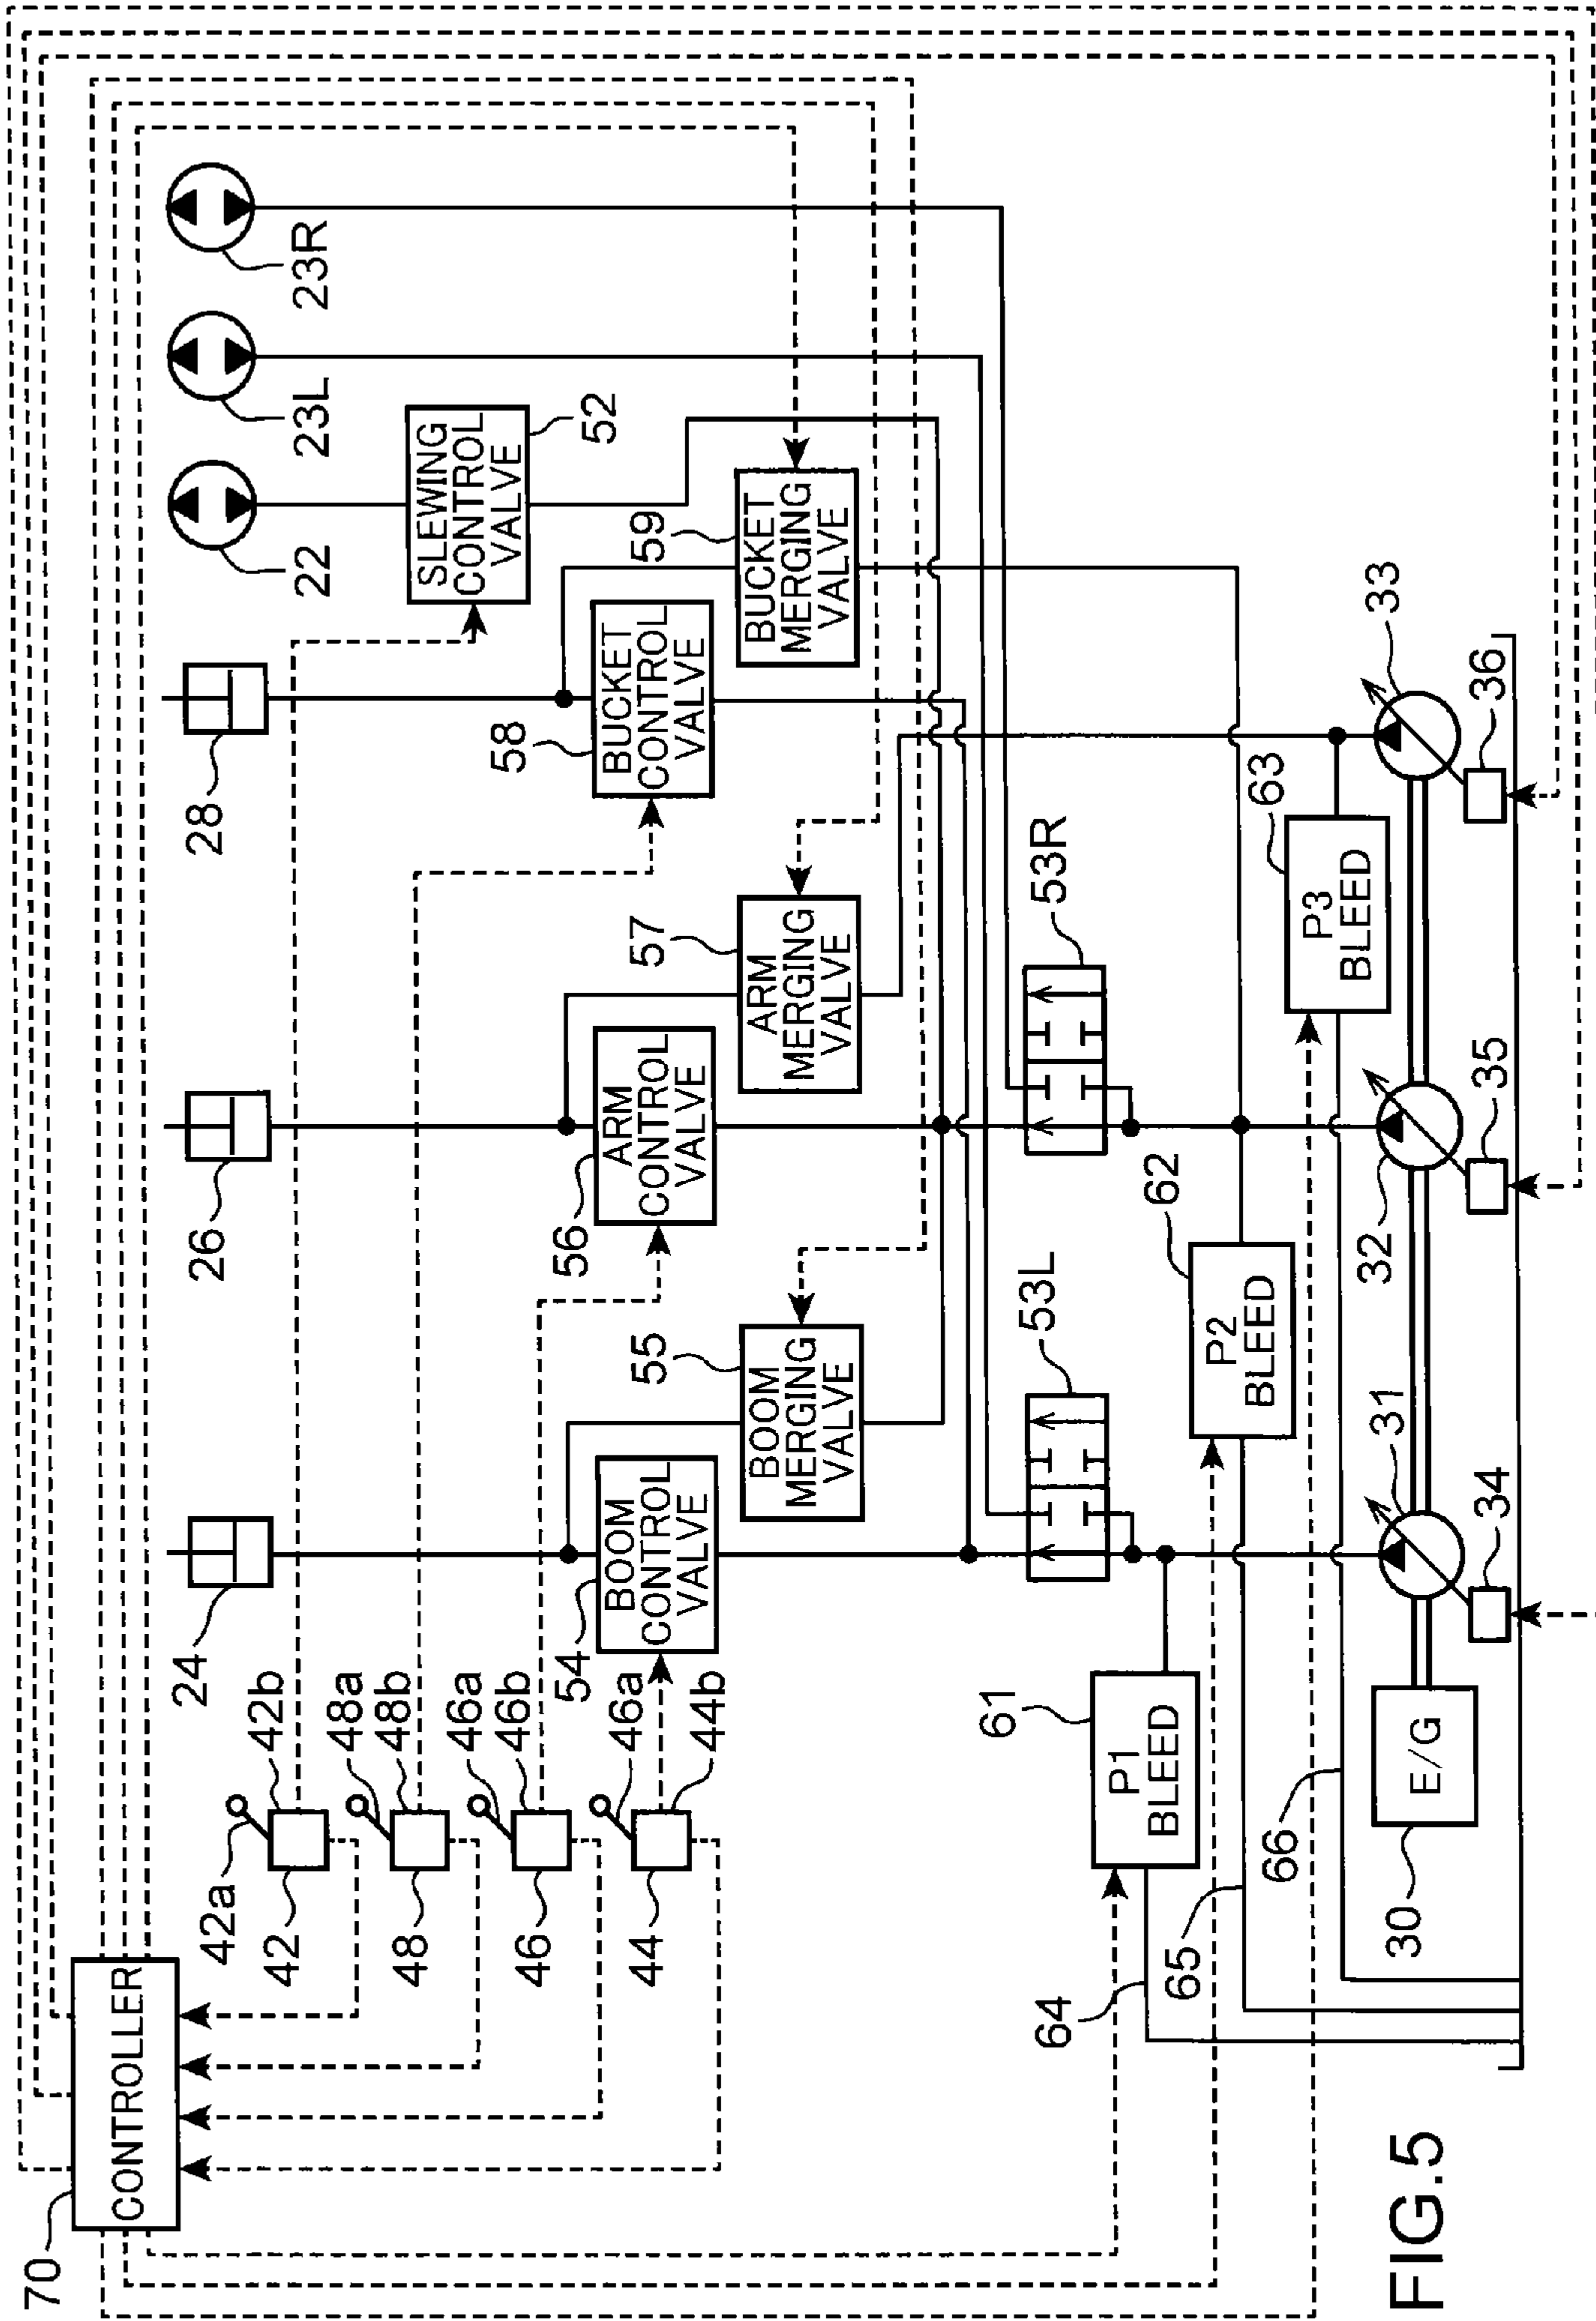 70
CONTROLLER
42a
42
42b
48
48a
48b
46
46a
46b
44
46a
44b
24
26
28
22
23L
23R
54
BOOM
CONTROL
VALVE
55
BOOM
MERGING
VALVE
56
ARM
CONTROL
VALVE
57
ARM
MERGING
VALVE
58
BUCKET
CONTROL
VALVE
59
BUCKET
MERGING
VALVE
SLEWING
CONTROL
VALVE
52
53L
53R
61
P1
BLEED
62
P2
BLEED
63
P3
BLEED
64
65
66
30
E/G
31
32
33
34
35
36
FIG.5